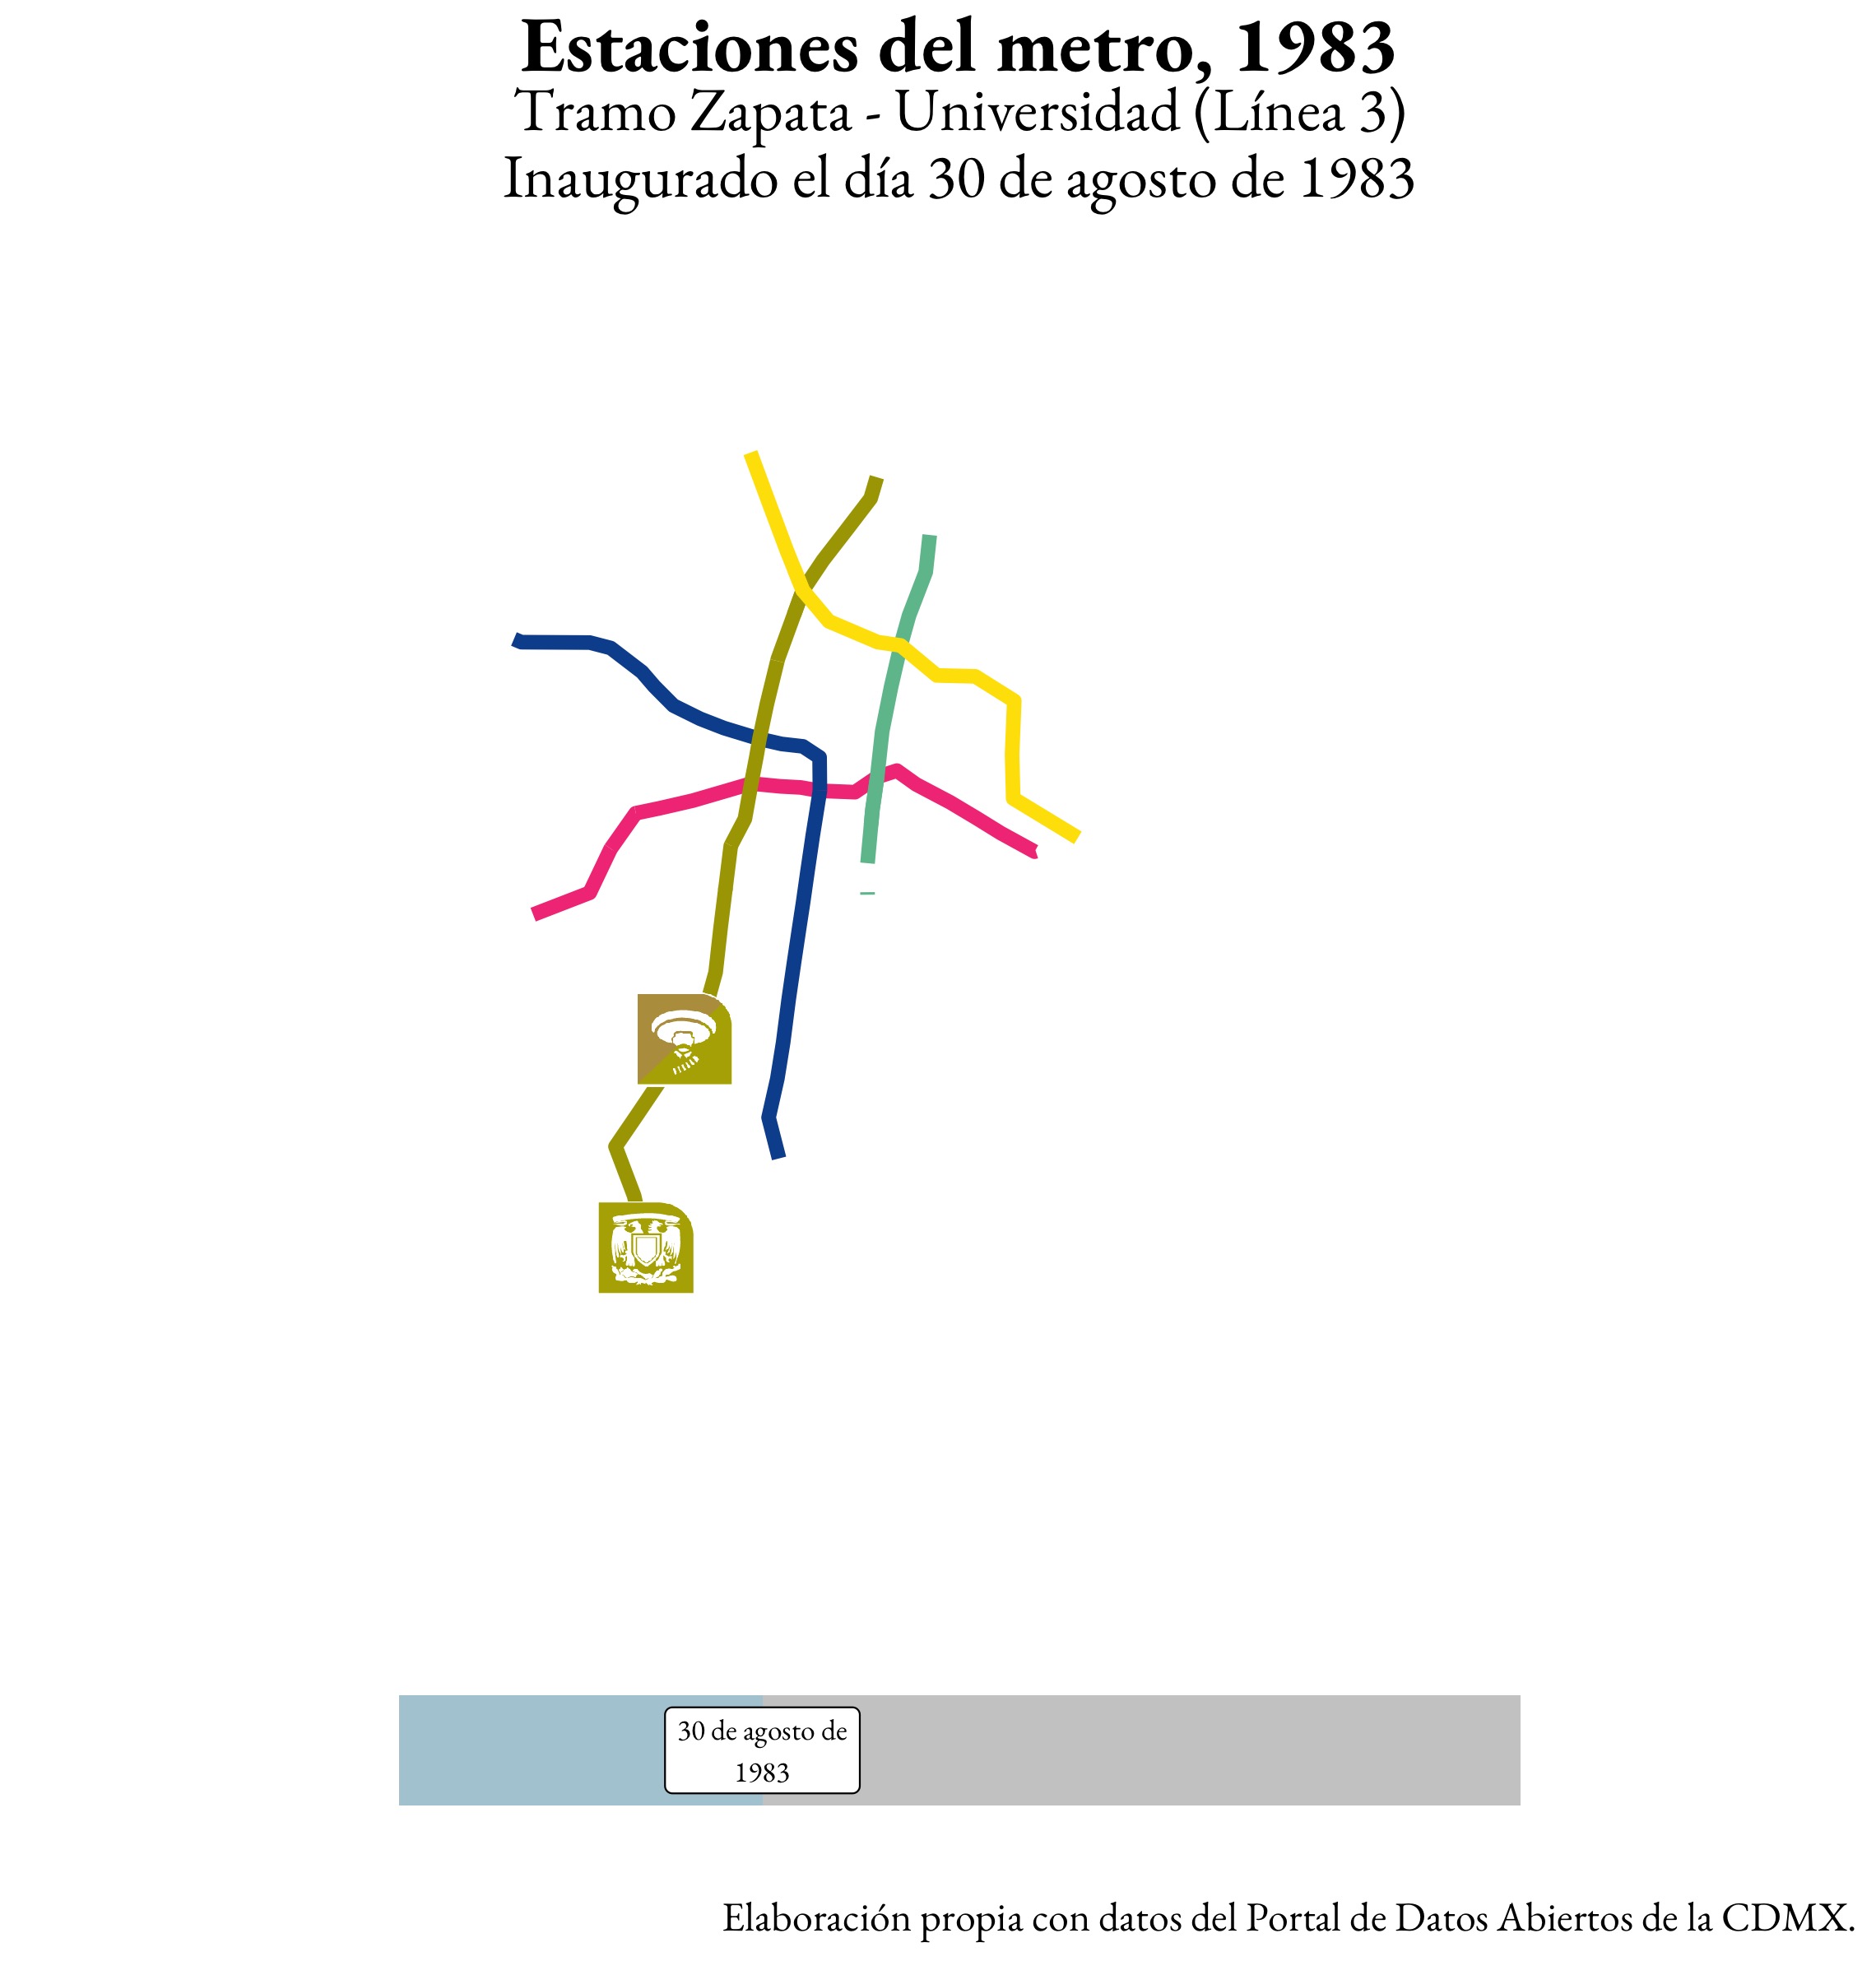 Estaciones del metro, 1983
Tramo Zapata - Universidad (Línea 3)
Inaugurado el día 30 de agosto de 1983
30 de agosto de
1983
Elaboración propia con datos del Portal de Datos Abiertos de la CDMX.